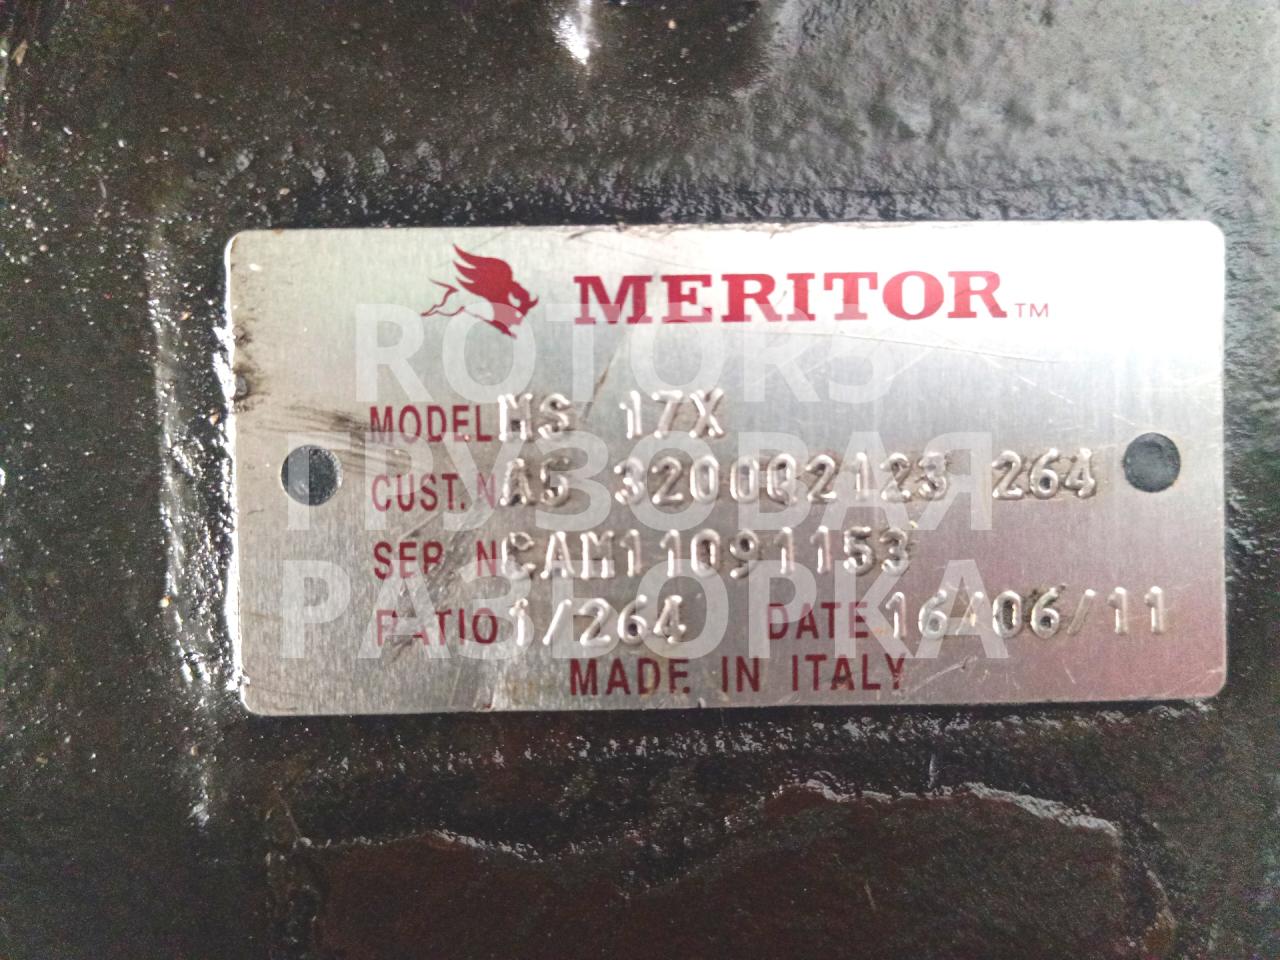 MERITOR™
MODEL MS 17X
CUST. N A5 3200Q2123 264
SER N CAM11091153
RATIO 1/264 DATE 16/06/11
MADE IN ITALY
ROTORS
ГРУЗОВАЯ
РАЗБОРКА